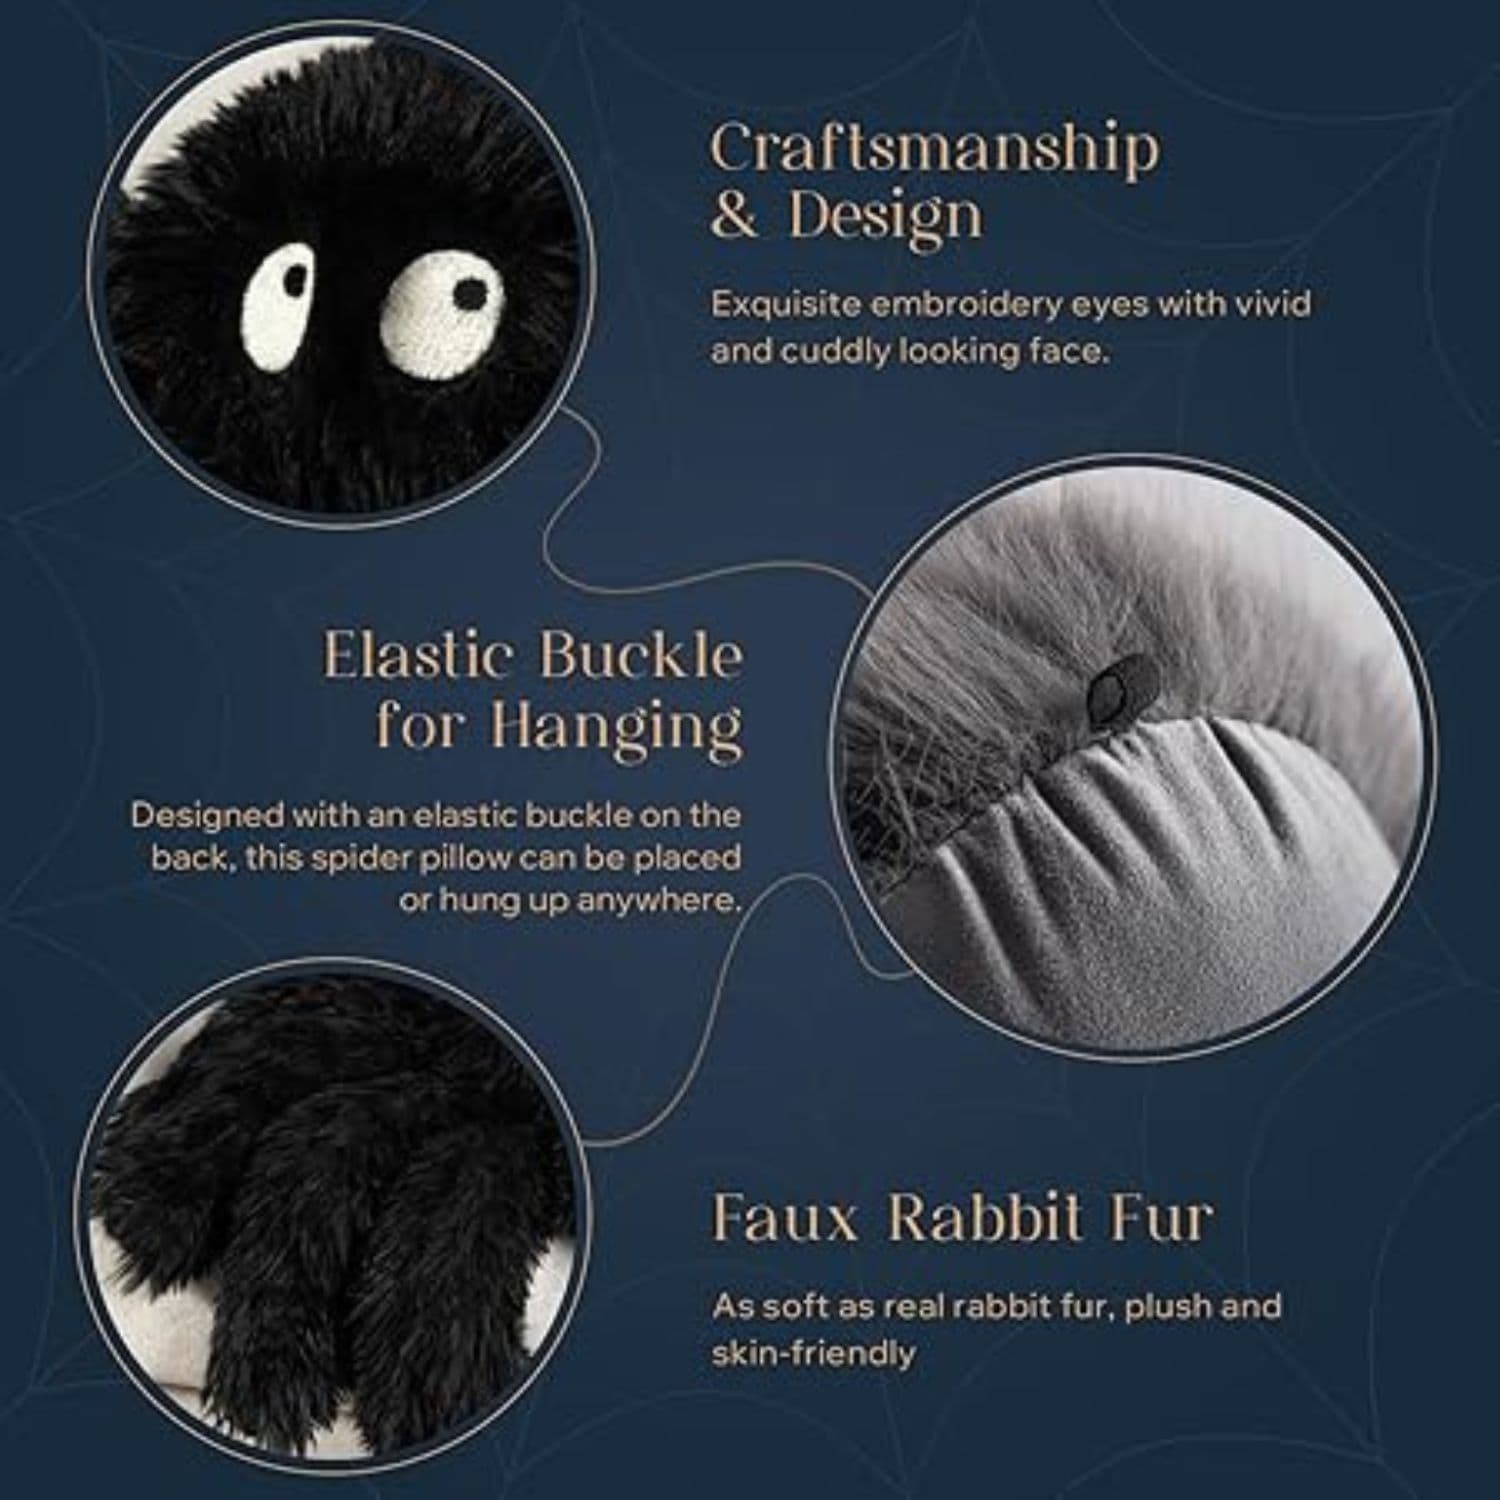 Craftsmanship
& Design
Exquisite embroidery eyes with vivid
and cuddly looking face.
Elastic Buckle
for Hanging
Designed with an elastic buckle on the
back, this spider pillow can be placed
or hung up anywhere.
Faux Rabbit Fur
As soft as real rabbit fur, plush and
skin-friendly